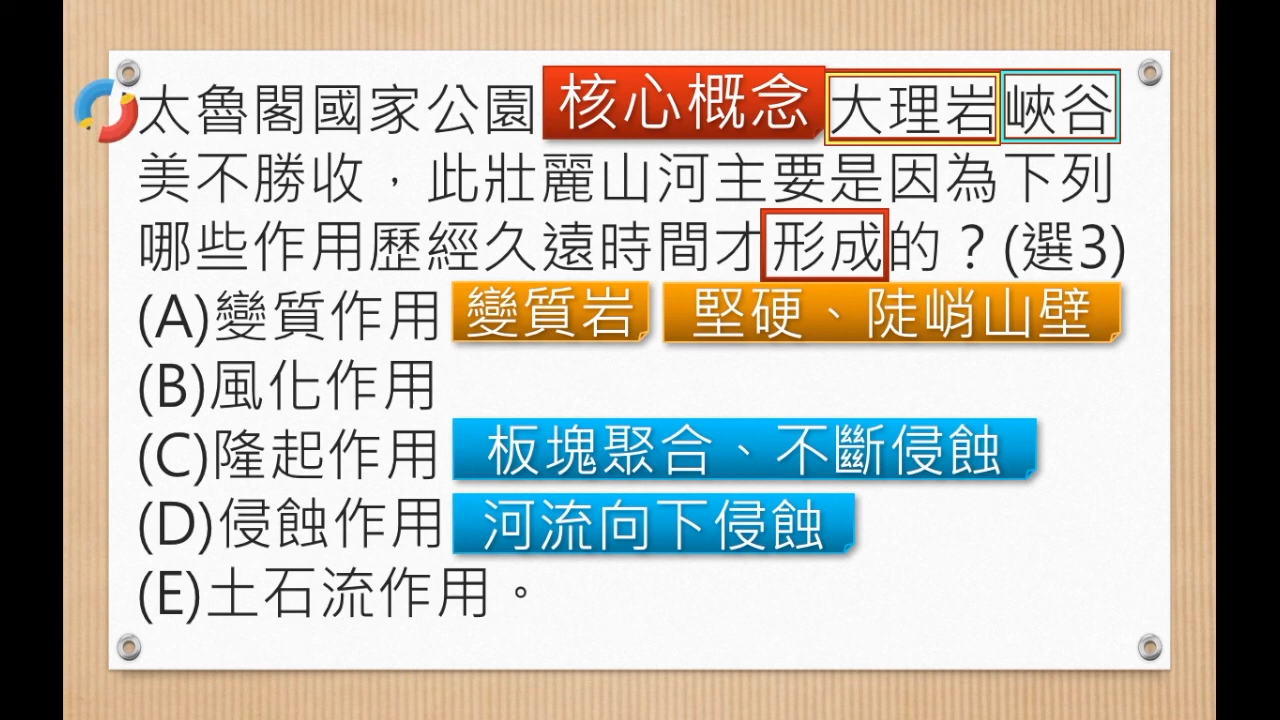 太魯閣國家公園 核心概念 大理岩峽谷
美不勝收，此壯麗山河主要是因為下列
哪些作用歷經久遠時間才形成的？(選3)
(A)變質作用 變質岩 堅硬、陡峭山壁
(B)風化作用
(C)隆起作用 板塊聚合、不斷侵蝕
(D)侵蝕作用 河流向下侵蝕
(E)土石流作用。